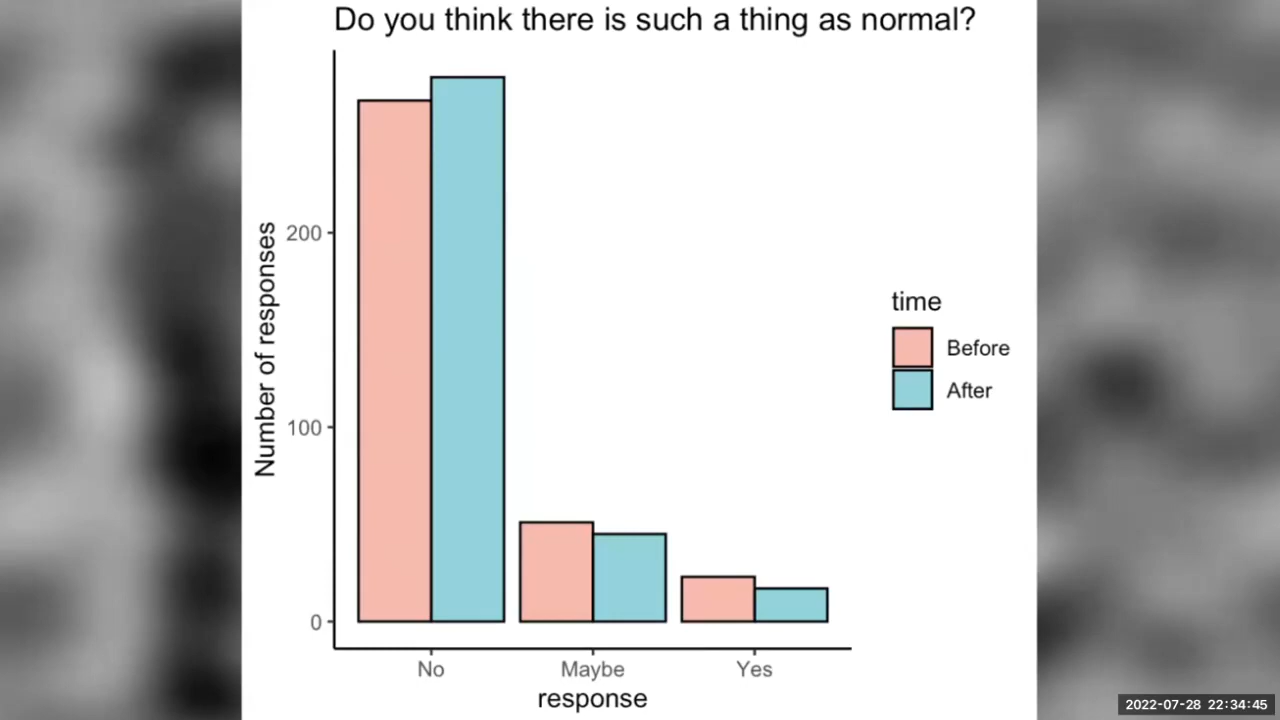 Do you think there is such a thing as normal?
Number of responses
200
100
0
No
Maybe
Yes
response
time
Before
After
2022-07-28 22:34:45